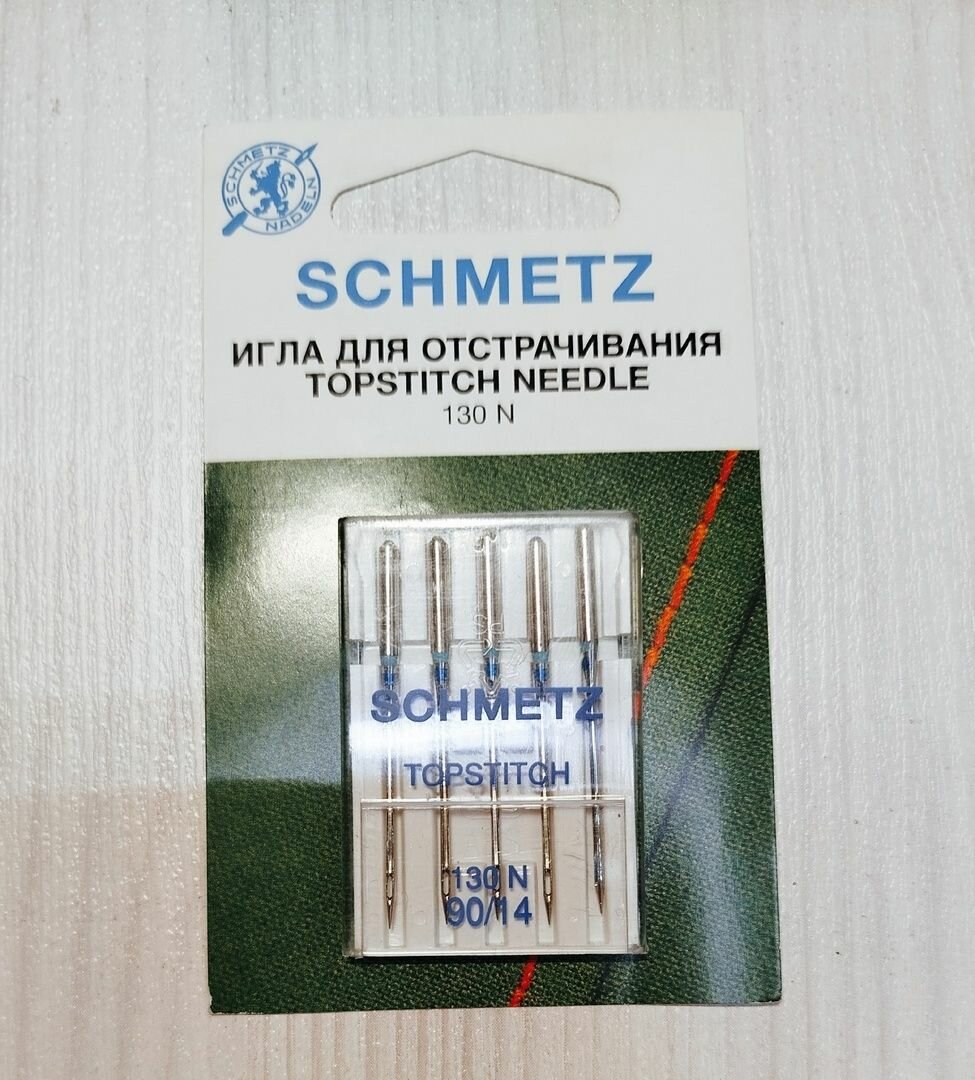 SCHMETZ
NADELN
SCHMETZ
ИГЛА ДЛЯ ОТСТРАЧИВАНИЯ
TOPSTITCH NEEDLE
130 N
SCHMETZ
TOPSTITCH
130 N
90/14